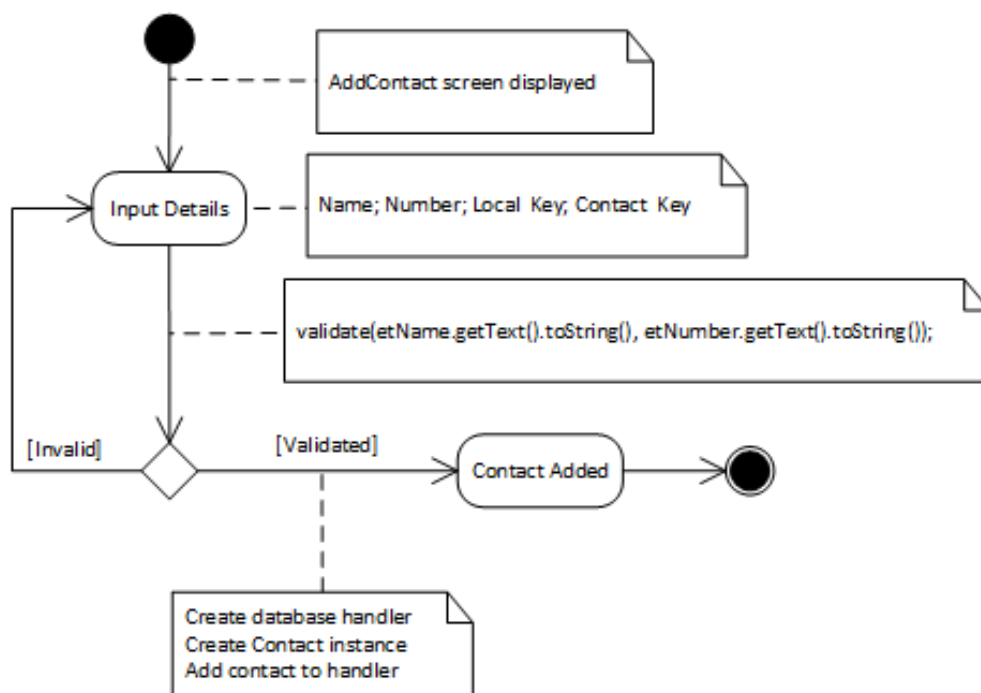 AddContact screen displayed
Input Details
Name; Number; Local Key; Contact Key
validate(etName.getText().toString(), etNumber.getText().toString());
[Invalid]
[Validated]
Contact Added
Create database handler
Create Contact instance
Add contact to handler